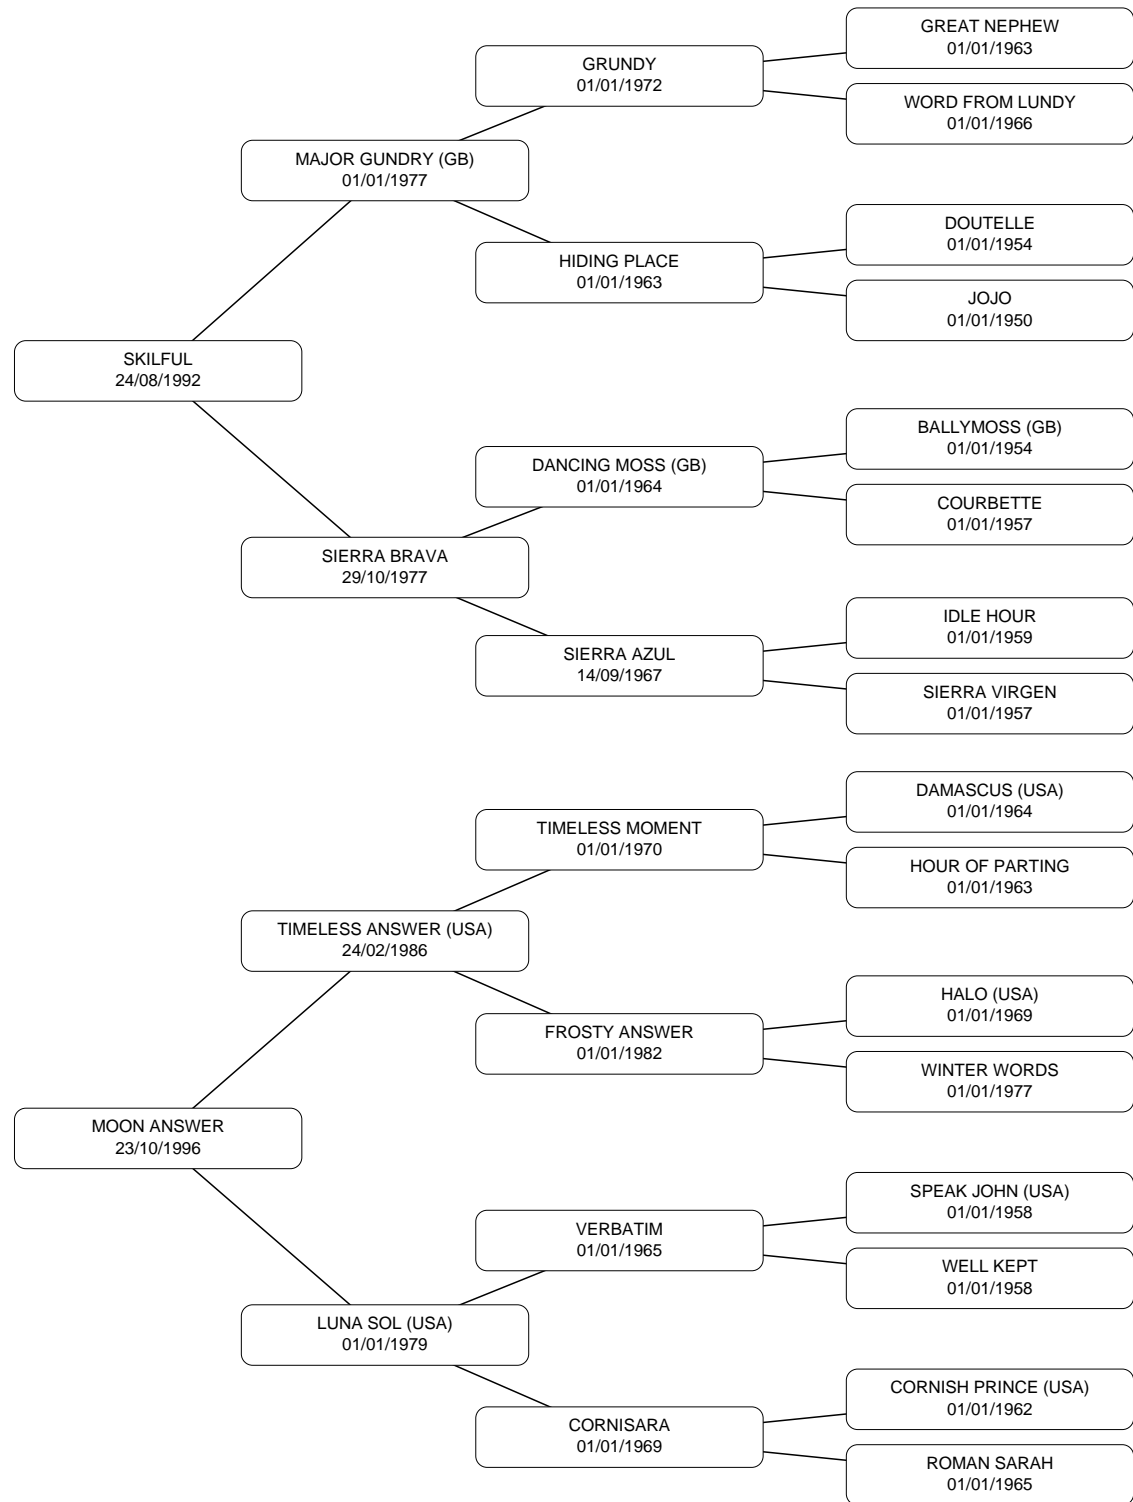 GREAT NEPHEW
01/01/1963
GRUNDY
01/01/1972
WORD FROM LUNDY
01/01/1966
MAJOR GUNDRY (GB)
01/01/1977
DOUTELLE
01/01/1954
HIDING PLACE
01/01/1963
JOJO
01/01/1950
SKILFUL
24/08/1992
BALLYMOSS (GB)
01/01/1954
DANCING MOSS (GB)
01/01/1964
COURBETTE
01/01/1957
SIERRA BRAVA
29/10/1977
IDLE HOUR
01/01/1959
SIERRA AZUL
14/09/1967
SIERRA VIRGEN
01/01/1957
DAMASCUS (USA)
01/01/1964
TIMELESS MOMENT
01/01/1970
HOUR OF PARTING
01/01/1963
TIMELESS ANSWER (USA)
24/02/1986
HALO (USA)
01/01/1969
FROSTY ANSWER
01/01/1982
WINTER WORDS
01/01/1977
MOON ANSWER
23/10/1996
SPEAK JOHN (USA)
01/01/1958
VERBATIM
01/01/1965
WELL KEPT
01/01/1958
LUNA SOL (USA)
01/01/1979
CORNISH PRINCE (USA)
01/01/1962
CORNISARA
01/01/1969
ROMAN SARAH
01/01/1965